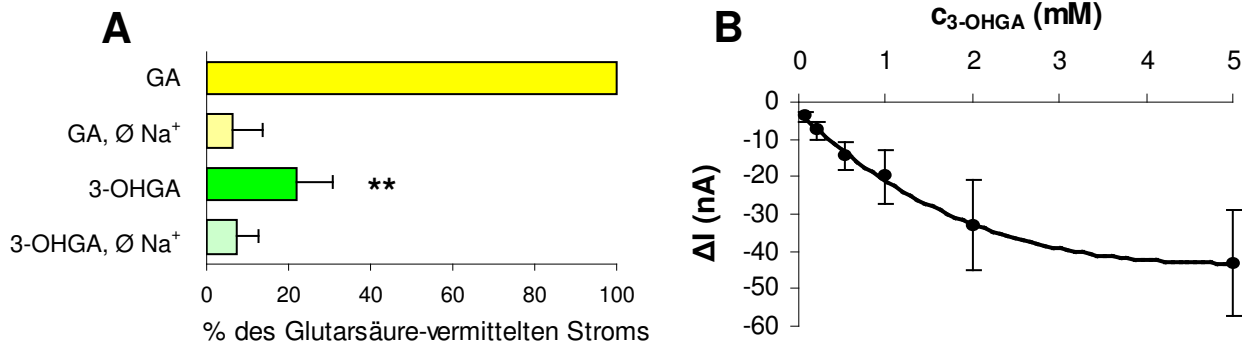 A
GA
GA, Ø Na⁺
3-OHGA
**
3-OHGA, Ø Na⁺
0 20 40 60 80 100
% des Glutarsäure-vermittelten Stroms
B
c₃₋OHGA (mM)
0 1 2 3 4 5
0
-10
-20
-30
-40
-50
-60
ΔI (nA)